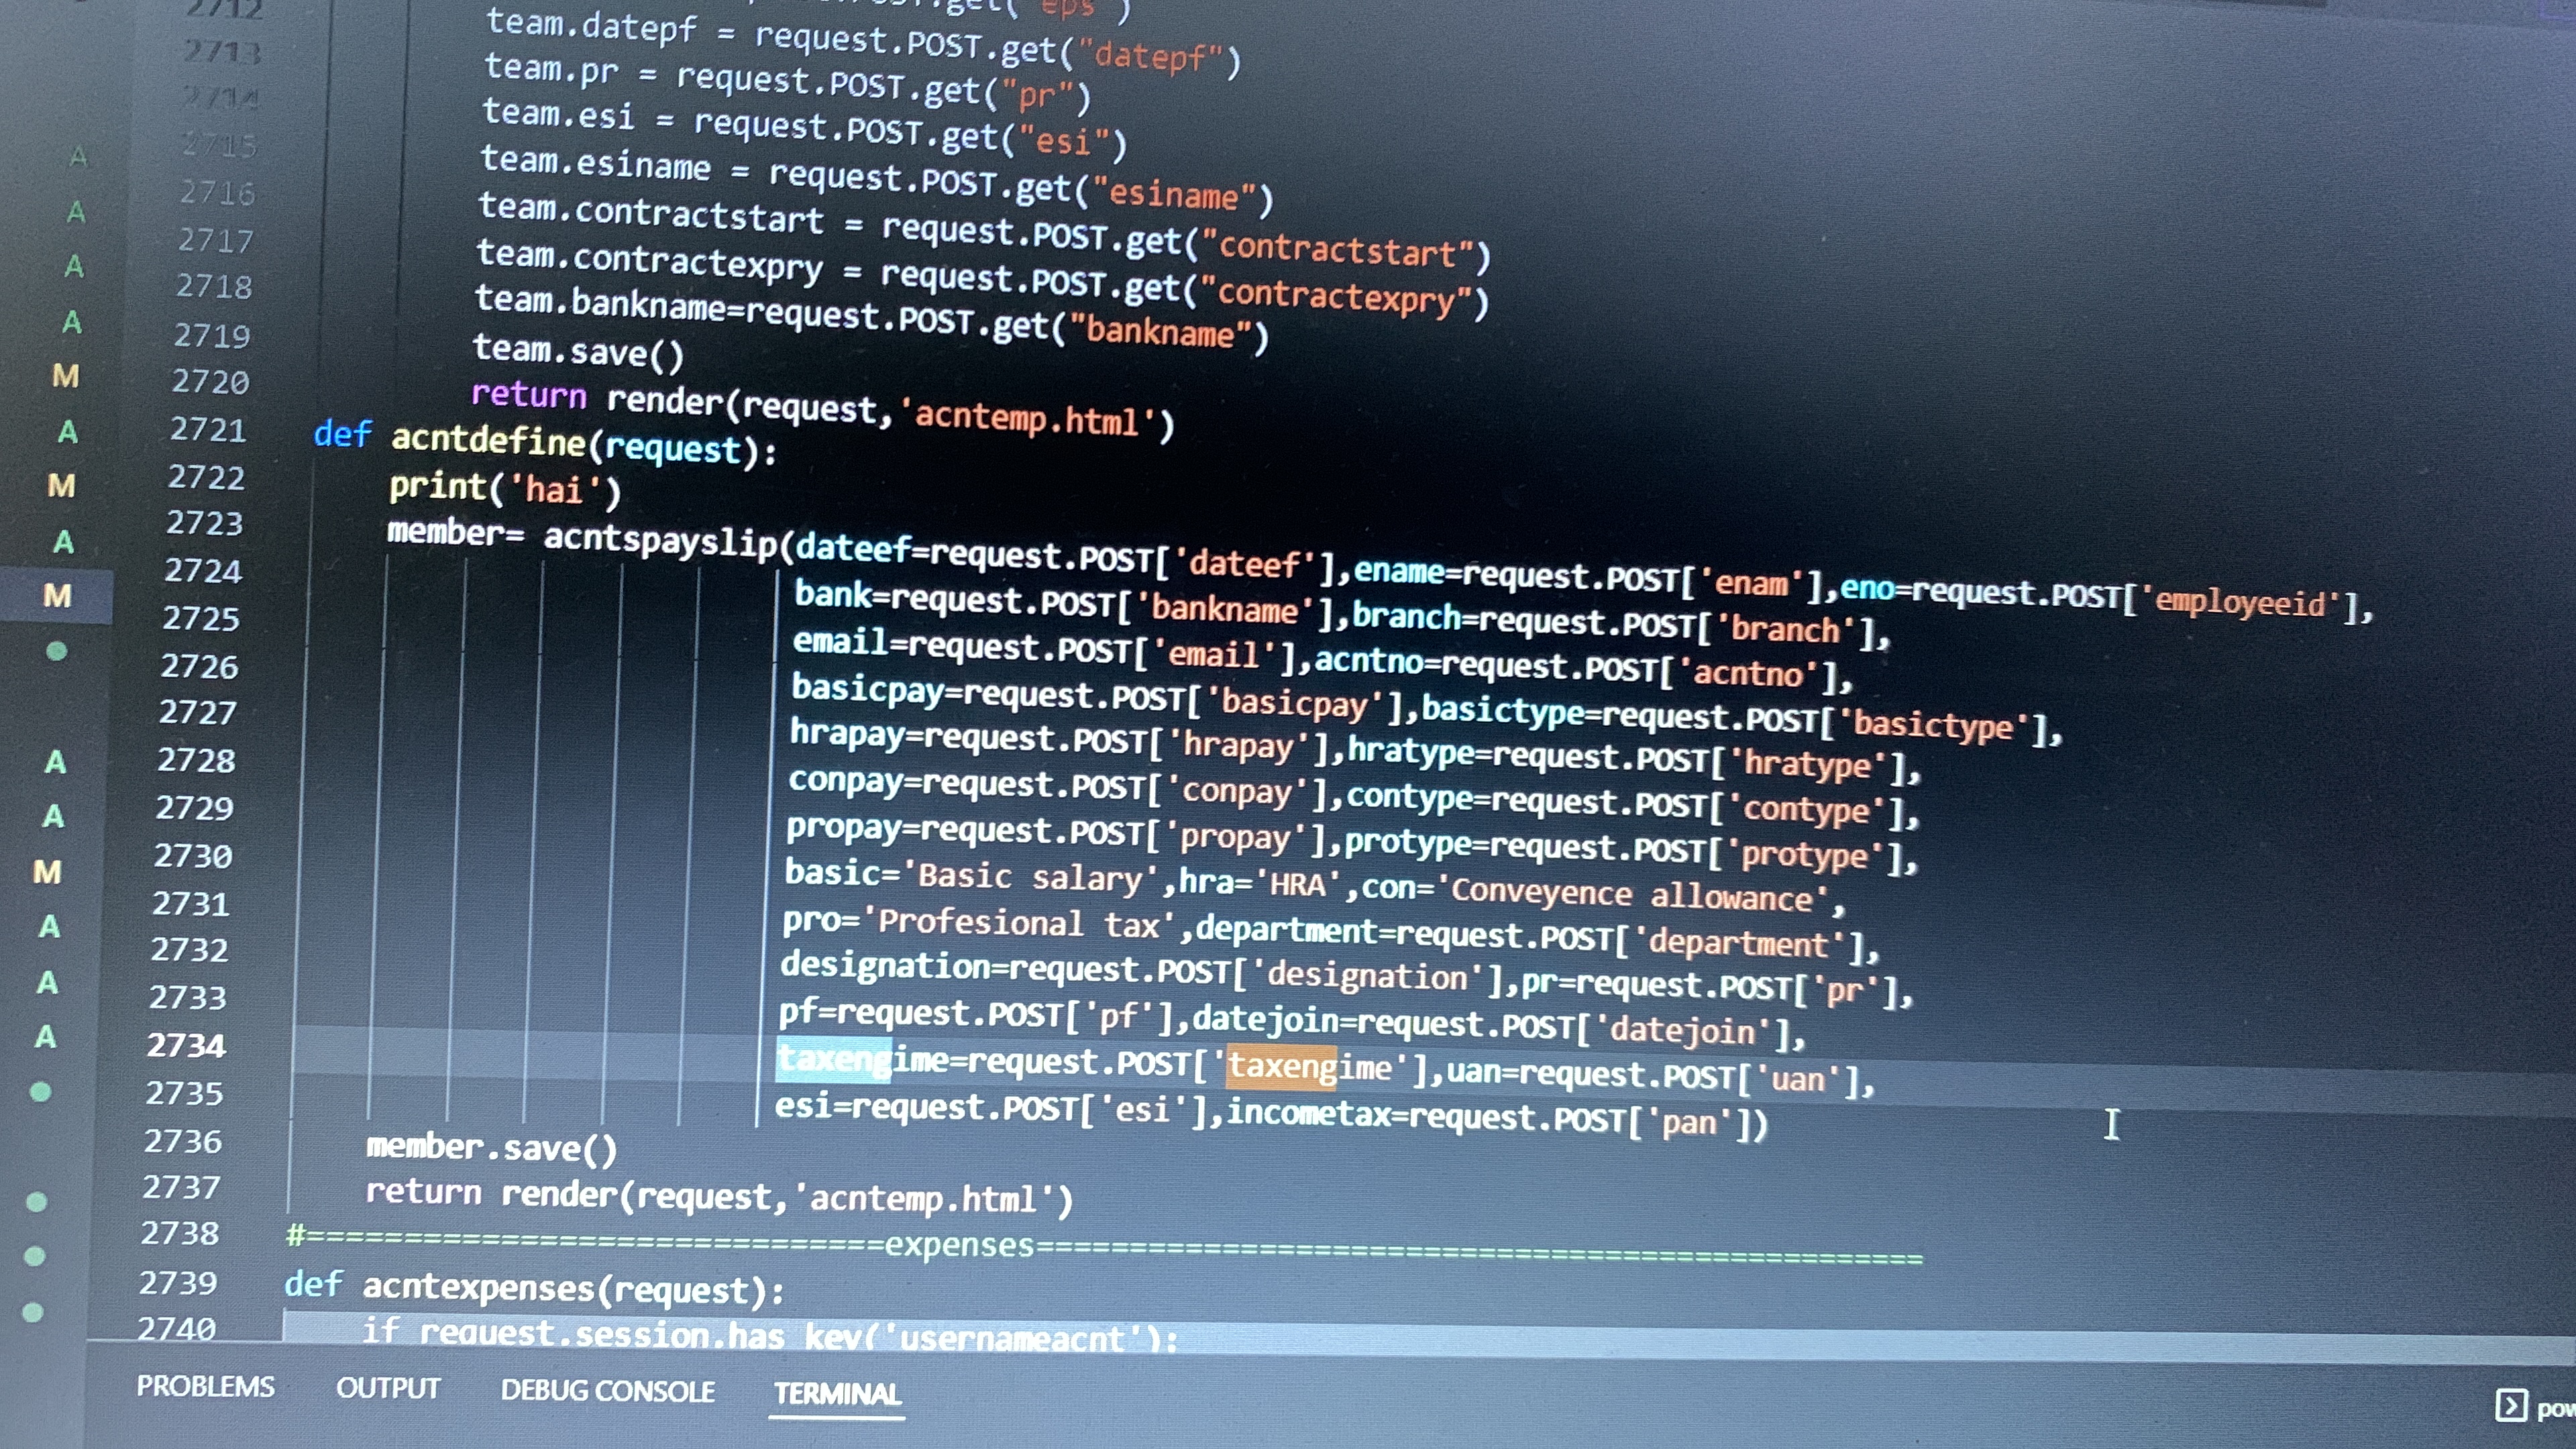 2712 team.datepf = request.POST.get("datepf")
2713 team.pr = request.POST.get("pr")
2714 team.esi = request.POST.get("esi")
2715 team.esiname = request.POST.get("esiname")
2716 team.contractstart = request.POST.get("contractstart")
2717 team.contractexpry = request.POST.get("contractexpry")
2718 team.bankname=request.POST.get("bankname")
2719 team.save()
2720 return render(request,'acntemp.html')
2721 def acntdefine(request):
2722 print('hai')
2723 member= acntspayslip(dateef=request.POST['dateef'],ename=request.POST['enam'],eno=request.POST['employeeid'],
2724 bank=request.POST['bankname'],branch=request.POST['branch'],
2725 email=request.POST['email'],acntno=request.POST['acntno'],
2726 basicpay=request.POST['basicpay'],basictype=request.POST['basictype'],
2727 hrapay=request.POST['hrapay'],hratype=request.POST['hratype'],
2728 conpay=request.POST['conpay'],contype=request.POST['contype'],
2729 propay=request.POST['propay'],protype=request.POST['protype'],
2730 basic='Basic salary',hra='HRA',con='Conveyence allowance',
2731 pro='Profesional tax',department=request.POST['department'],
2732 designation=request.POST['designation'],pr=request.POST['pr'],
2733 pf=request.POST['pf'],datejoin=request.POST['datejoin'],
2734 taxengime=request.POST['taxengime'],uan=request.POST['uan'],
2735 esi=request.POST['esi'],incometax=request.POST['pan'])
2736 member.save()
2737 return render(request,'acntemp.html')
2738 expenses
2739 def acntexpenses(request):
2740 if request.session.has_key('usernameacnt'):
PROBLEMS OUTPUT DEBUG CONSOLE TERMINAL